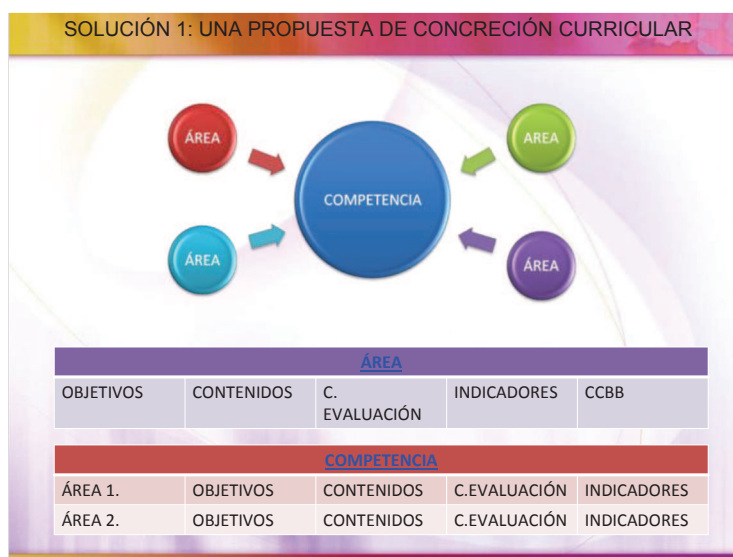 SOLUCIÓN 1: UNA PROPUESTA DE CONCRECIÓN CURRICULAR
ÁREA
AREA
COMPETENCIA
ÁREA
ÁREA
ÁREA
OBJETIVOS CONTENIDOS C. EVALUACIÓN INDICADORES CCBB
COMPETENCIA
ÁREA 1. OBJETIVOS CONTENIDOS C.EVALUACIÓN INDICADORES
ÁREA 2. OBJETIVOS CONTENIDOS C.EVALUACIÓN INDICADORES